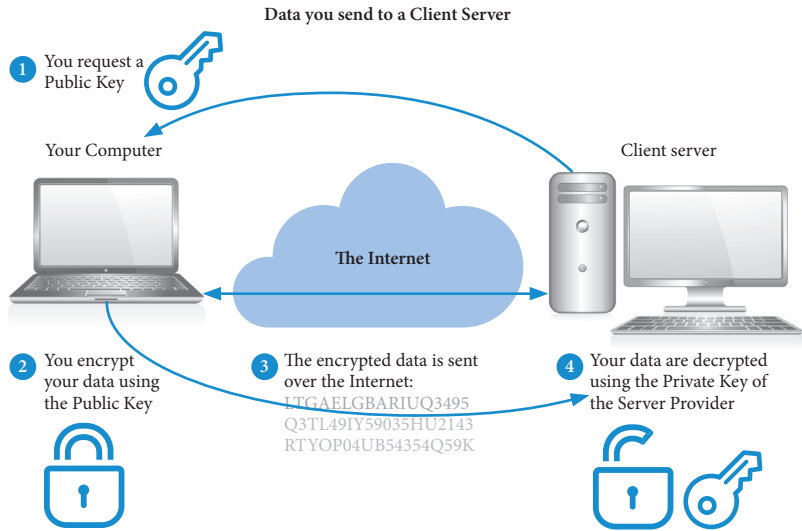 Data you send to a Client Server
1
You request a
Public Key
Your Computer
Client server
The Internet
2
You encrypt
your data using
the Public Key
3
The encrypted data is sent
over the Internet:
LTGAELGBARIUQ3495
Q3TL49IY59035HU2143
RTYOP04UB54354Q59K
4
Your data are decrypted
using the Private Key of
the Server Provider